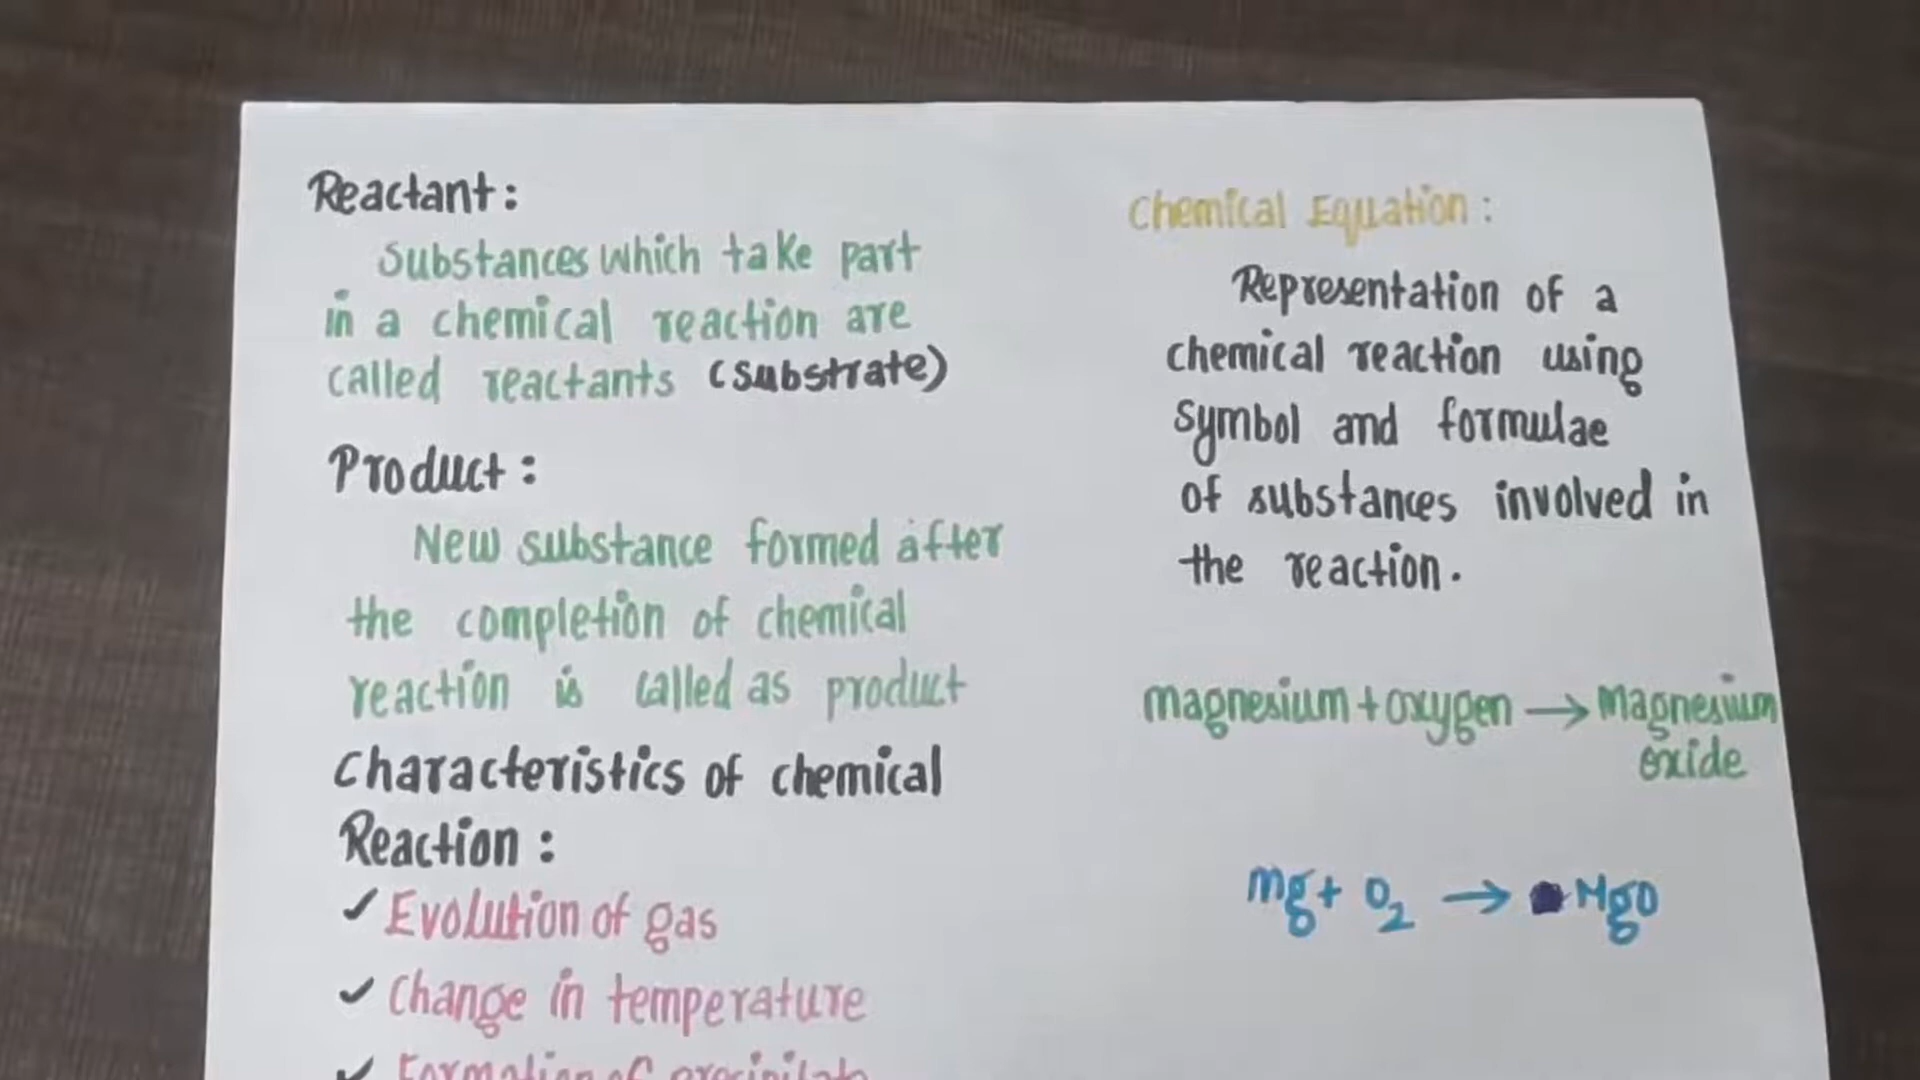 Reactant:
Substances which take part
in a chemical reaction are
called reactants (substrate)
Product:
New substance formed after
the completion of chemical
reaction is called as product
Characteristics of chemical
Reaction:
✓ Evolution of gas
✓ Change in temperature
✓ Formation of
Chemical Equation:
Representation of a
chemical reaction using
symbol and formulae
of substances involved in
the reaction.
magnesium + oxygen → Magnesium
oxide
Mg + O₂ → MgO